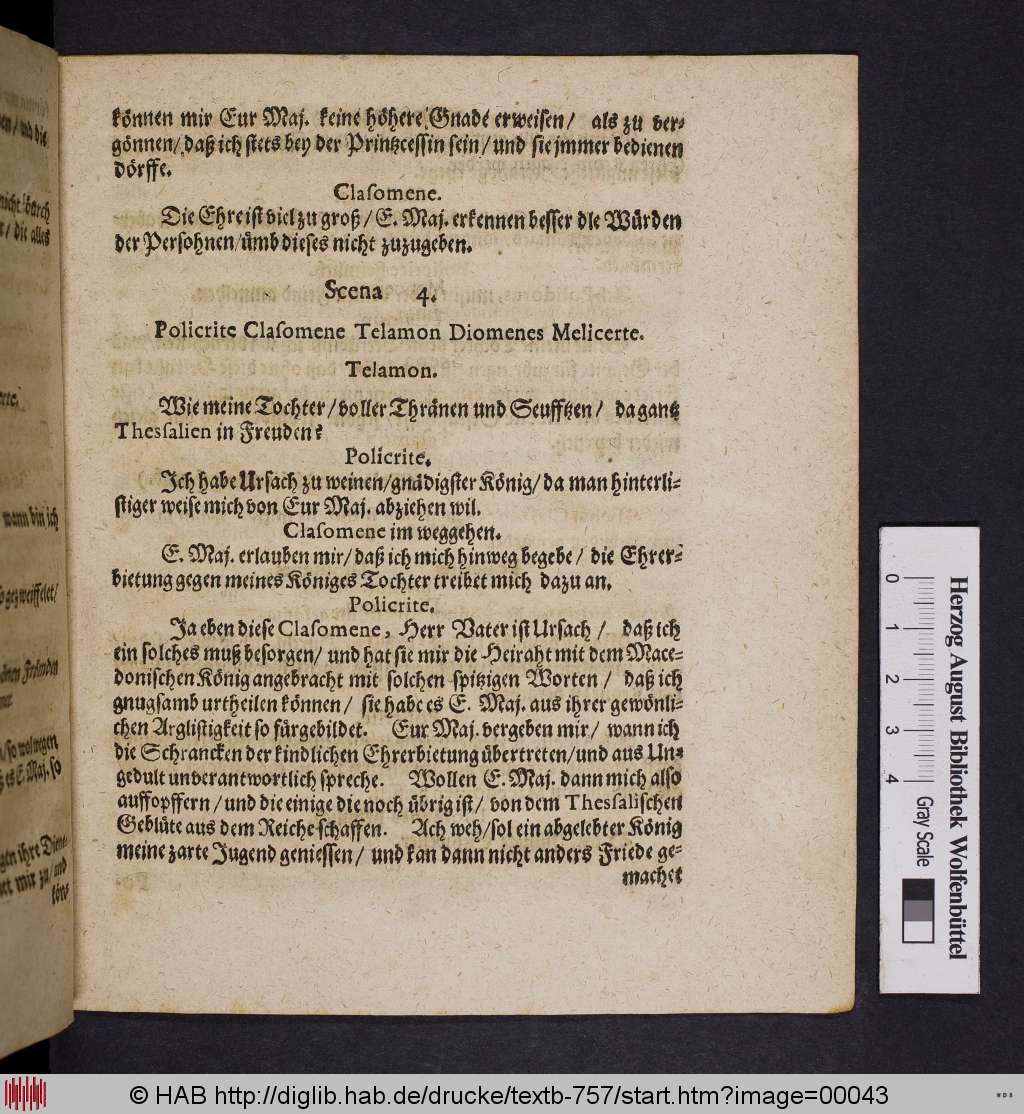 können mir Eur Maj. keine höhere Gnade erweisen/ als zu ver-
gönnen/ daß ich stets bey der Printzcessin sein/ und sie jmmer bedienen
dörffe.
Clasomene.
Die Ehre ist viel zu groß/ E. Maj. erkennen besser die Würden
der Persohnen/ ümb dieses nicht zuzugeben.
Scena 4.
Policrite Clasomene Telamon Diomenes Melicerte.
Telamon.
Wie meine Tochter/ voller Thränen und Seufftzen/ da gantz
Thessalien in Freuden?
Policrite.
Ich habe Ursach zu weinen/ gnädigster König/ da man hinterli-
stiger weise mich von Eur Maj. abziehen wil.
Clasomene im weggehen.
E. Maj. erlauben mir/ daß ich mich hinweg begebe/ die Ehrer-
bietung gegen meines Königes Tochter treibet mich dazu an.
Policrite.
Ja eben diese Clasomene, Herr Vater ist Ursach/ daß ich
ein solches muß besorgen/ und hat sie mir die Heiraht mit dem Mace-
donischen König angebracht mit solchen spitzigen Worten/ daß ich
gnugsamb urtheilen können/ sie habe es E. Maj. aus ihrer gewönli-
chen Arglistigkeit so fürgebildet. Eur Maj. vergeben mir/ wann ich
die Schrancken der kindlichen Ehrerbietung übertreten/ und aus Un-
gedult unverantwortlich spreche. Wollen E. Maj. dann mich also
auffopffern/ und die einige die noch übrig ist/ von dem Thessalischen
Geblüte aus dem Reiche schaffen. Ach weh/ sol ein abgelebter König
meine zarte Jugend geniessen/ und kan dann nicht anders Friede ge-
machet
0 1 2 3 4
Gray Scale
Herzog August Bibliothek Wolfenbüttel
© HAB http://diglib.hab.de/drucke/textb-757/start.htm?image=00043